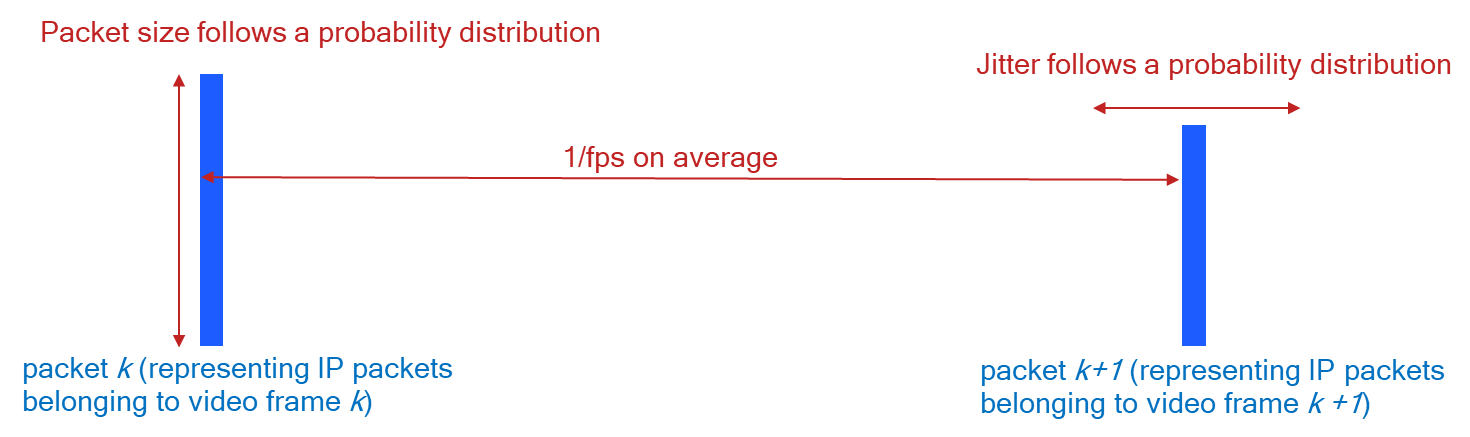 Packet size follows a probability distribution
Jitter follows a probability distribution
1/fps on average
packet k (representing IP packets
belonging to video frame k)
packet k+1 (representing IP packets
belonging to video frame k +1)